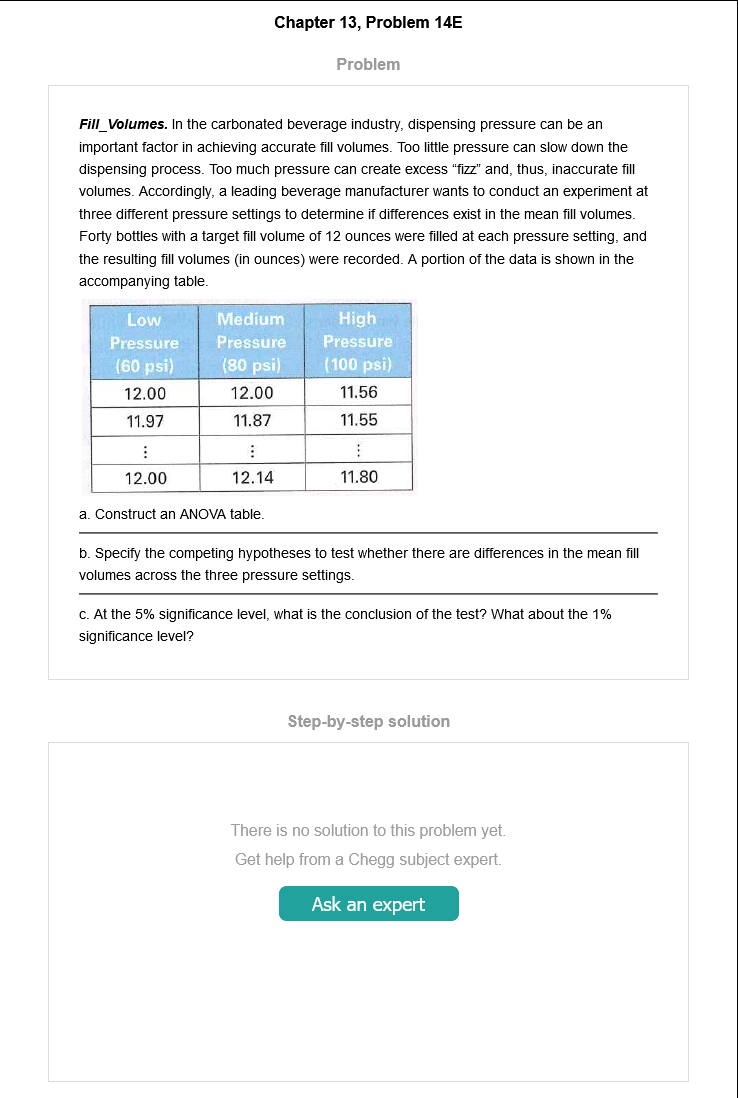 Chapter 13, Problem 14E
Problem
Fill_Volumes. In the carbonated beverage industry, dispensing pressure can be an
important factor in achieving accurate fill volumes. Too little pressure can slow down the
dispensing process. Too much pressure can create excess “fizz” and, thus, inaccurate fill
volumes. Accordingly, a leading beverage manufacturer wants to conduct an experiment at
three different pressure settings to determine if differences exist in the mean fill volumes.
Forty bottles with a target fill volume of 12 ounces were filled at each pressure setting, and
the resulting fill volumes (in ounces) were recorded. A portion of the data is shown in the
accompanying table.
Low Medium High
Pressure Pressure Pressure
(60 psi) (80 psi) (100 psi)
12.00 12.00 11.56
11.97 11.87 11.55
⋮ ⋮ ⋮
12.00 12.14 11.80
a. Construct an ANOVA table.
b. Specify the competing hypotheses to test whether there are differences in the mean fill
volumes across the three pressure settings.
c. At the 5% significance level, what is the conclusion of the test? What about the 1%
significance level?
Step-by-step solution
There is no solution to this problem yet.
Get help from a Chegg subject expert.
Ask an expert